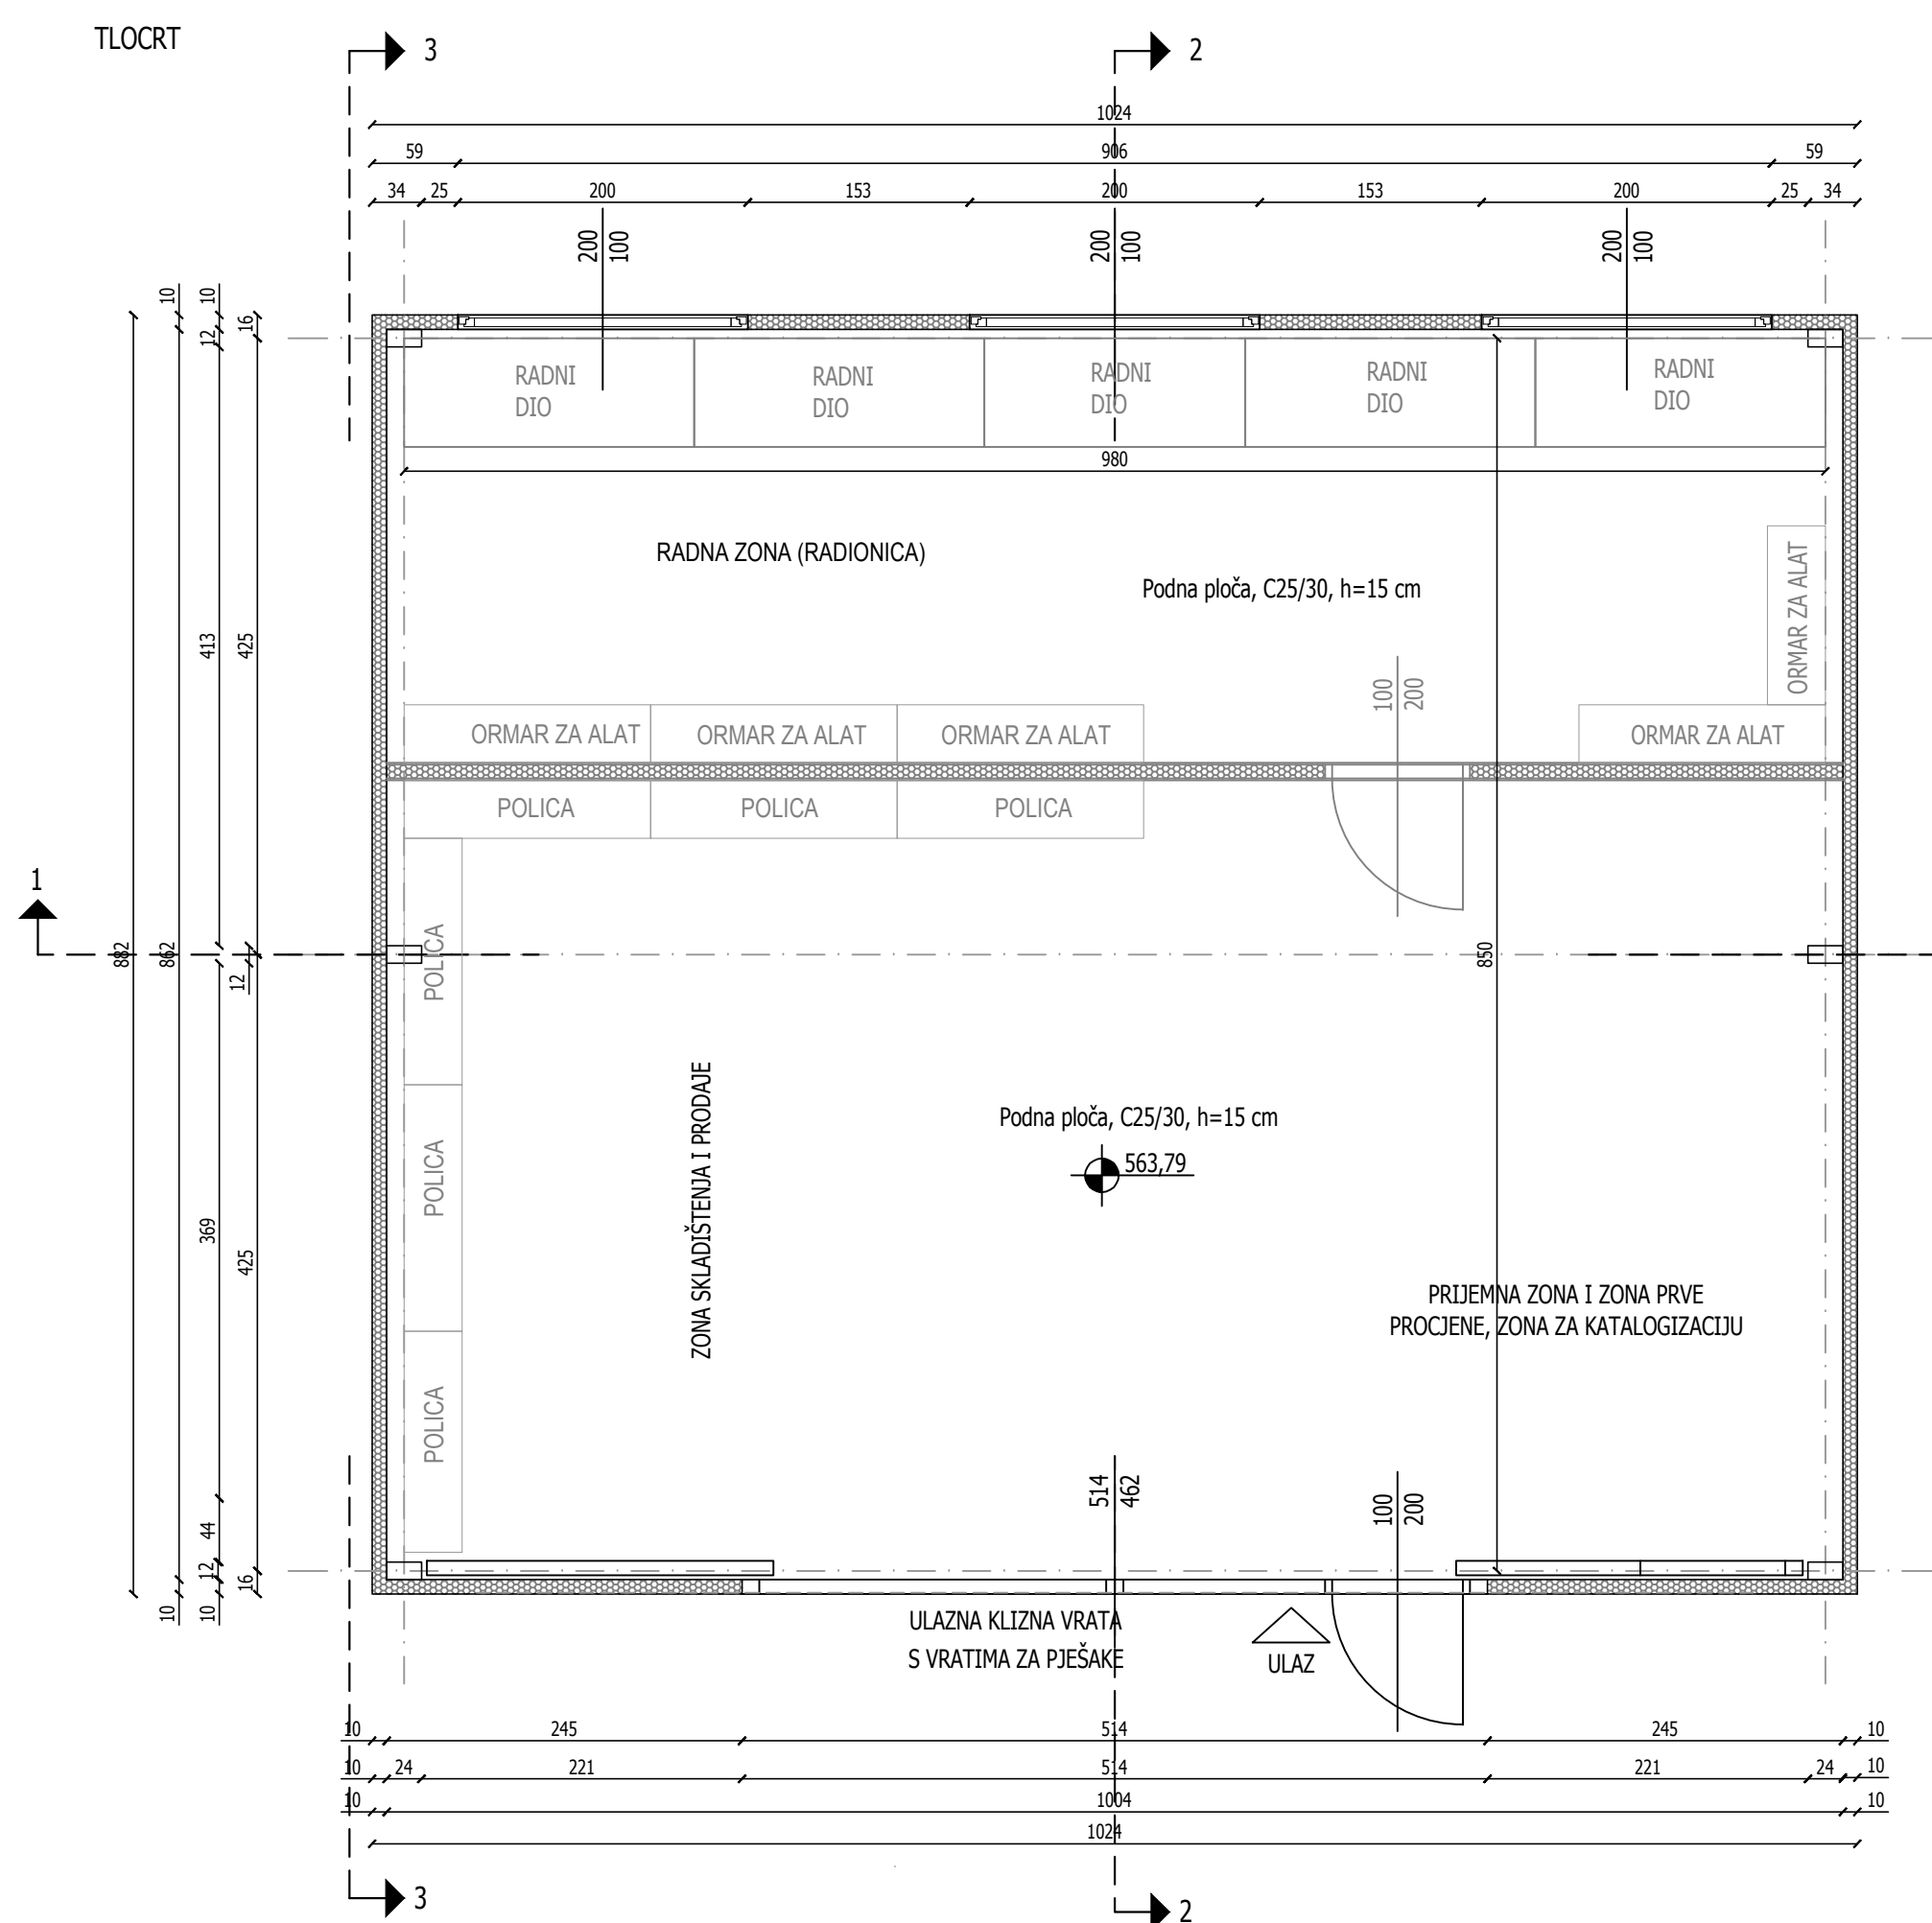 TLOCRT
3
2
1024
59
906
59
34
25
200
153
200
153
200
25
34
200
100
200
100
200
100
10
10
16
12
RADNI
DIO
RADNI
DIO
RADNI
DIO
RADNI
DIO
RADNI
DIO
980
RADNA ZONA (RADIONICA)
Podna ploča, C25/30, h=15 cm
ORMAR ZA ALAT
413
425
100
200
ORMAR ZA ALAT
ORMAR ZA ALAT
ORMAR ZA ALAT
ORMAR ZA ALAT
POLICA
POLICA
POLICA
1
882
862
12
850
POLICA
POLICA
POLICA
ZONA SKLADIŠTENJA I PRODAJE
Podna ploča, C25/30, h=15 cm
563,79
369
425
PRIJEMNA ZONA I ZONA PRVE
PROCJENE, ZONA ZA KATALOGIZACIJU
514
462
100
200
44
12
16
10
10
ULAZNA KLIZNA VRATA
S VRATIMA ZA PJEŠAKE
ULAZ
10
245
514
245
10
10
24
221
514
221
24
10
10
1004
10
1024
3
2